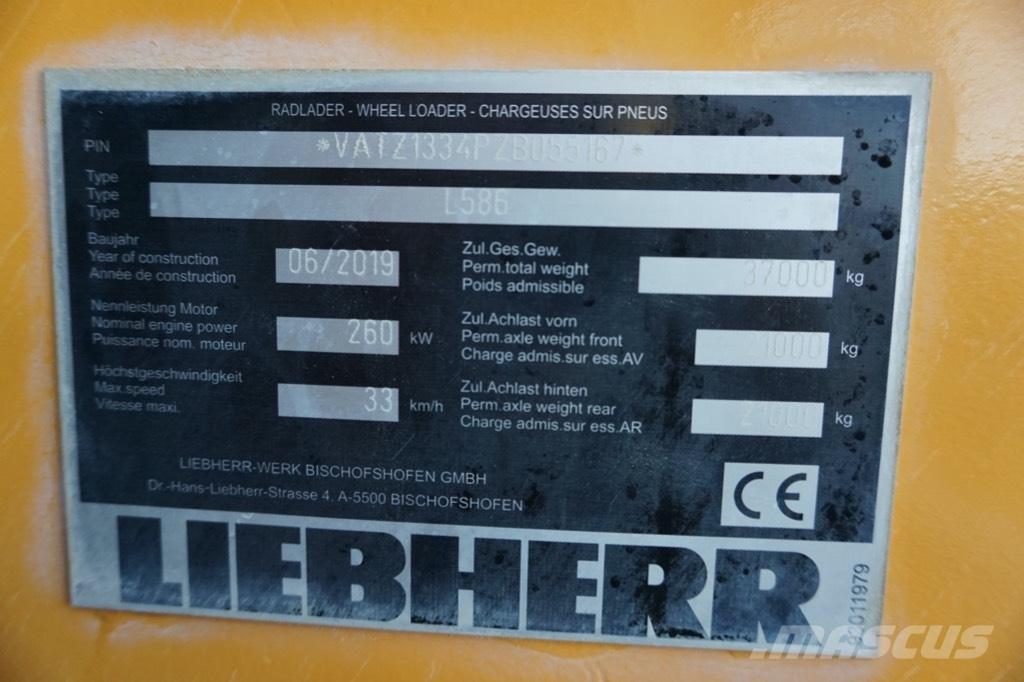 RADLADER - WHEEL LOADER - CHARGEUSES SUR PNEUS
PIN *VATZ1334PZB055167*
Type
Type L586
Type
Baujahr
Year of construction 06/2019
Année de construction
Zul.Ges.Gew.
Perm.total weight 37000 kg
Poids admissible
Nennleistung Motor
Nominal engine power 260 kW
Puissance nom. moteur
Zul.Achlast vorn
Perm.axle weight front 21000 kg
Charge admis.sur ess.AV
Höchstgeschwindigkeit
Max.speed 33 km/h
Vitesse maxi.
Zul.Achlast hinten
Perm.axle weight rear 21000 kg
Charge admis.sur ess.AR
LIEBHERR-WERK BISCHOFSHOFEN GMBH
Dr.-Hans-Liebherr-Strasse 4. A-5500 BISCHOFSHOFEN
CE
LIEBHERR
MASCUS